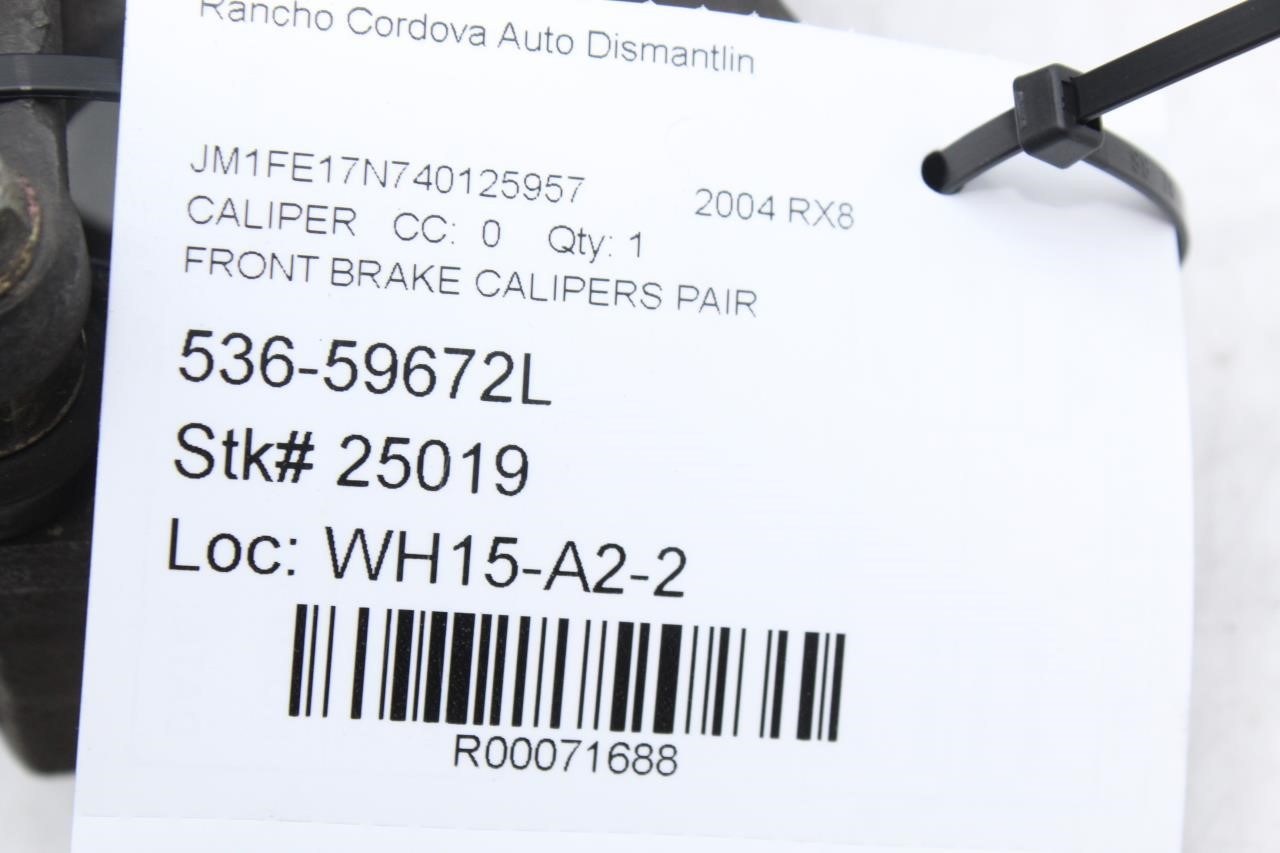 Rancho Cordova Auto Dismantlin
JM1FE17N740125957 2004 RX8
CALIPER CC: 0 Qty: 1
FRONT BRAKE CALIPERS PAIR
536-59672L
Stk# 25019
Loc: WH15-A2-2
R00071688